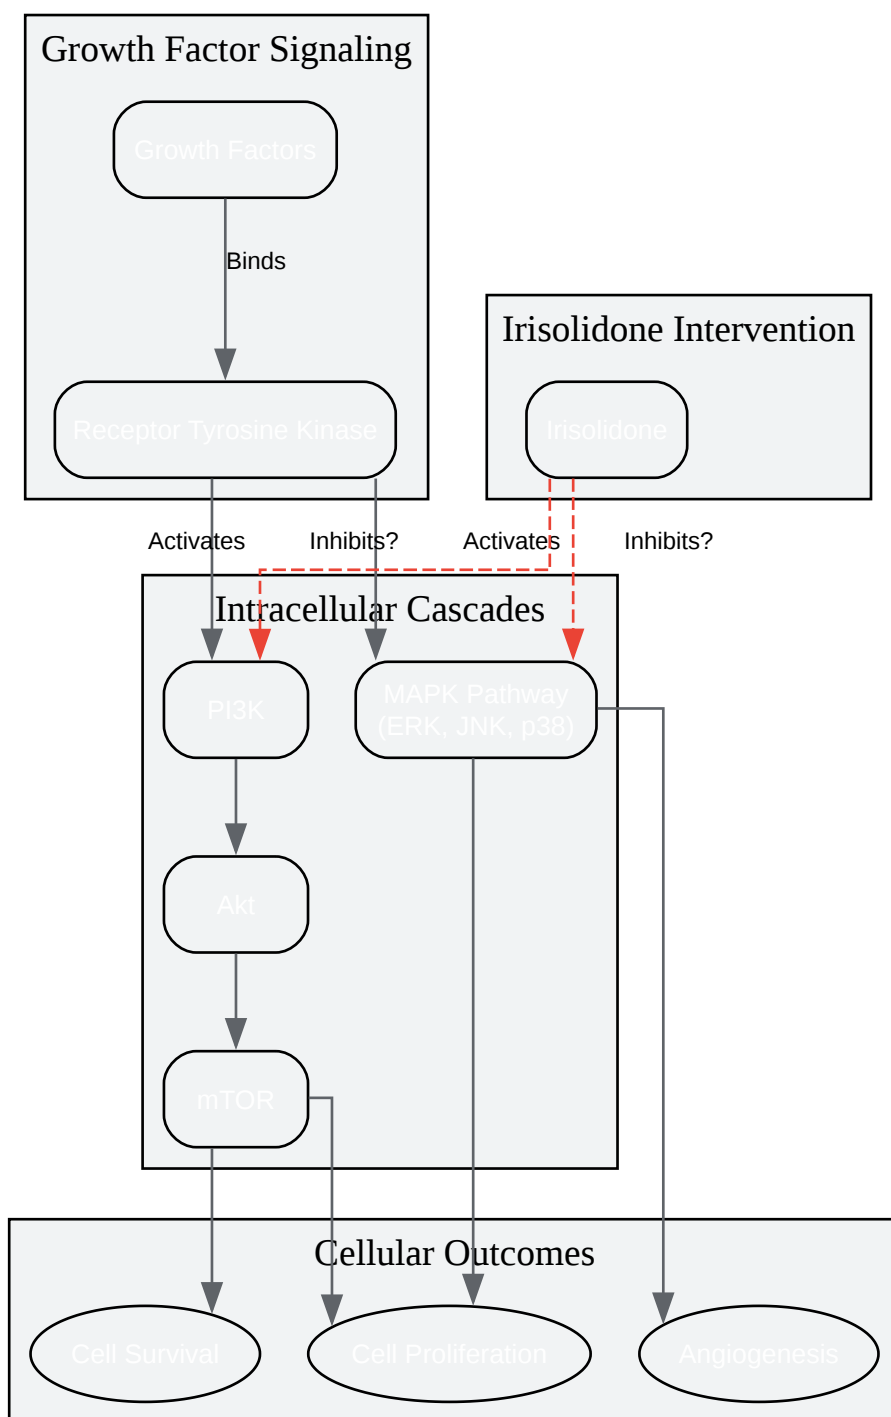 Growth Factor Signaling
Growth Factors
Binds
Irisolidone Intervention
Receptor Tyrosine Kinase
Irisolidone
Activates
Inhibits?
Activates
Inhibits?
Intracellular Cascades
PI3K
MAPK Pathway
(ERK, JNK, p38)
Akt
mTOR
Cellular Outcomes
Cell Survival
Cell Proliferation
Angiogenesis